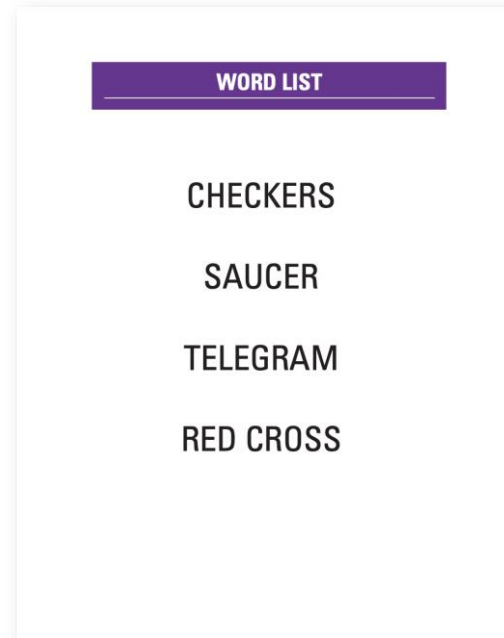 WORD LIST
CHECKERS
SAUCER
TELEGRAM
RED CROSS